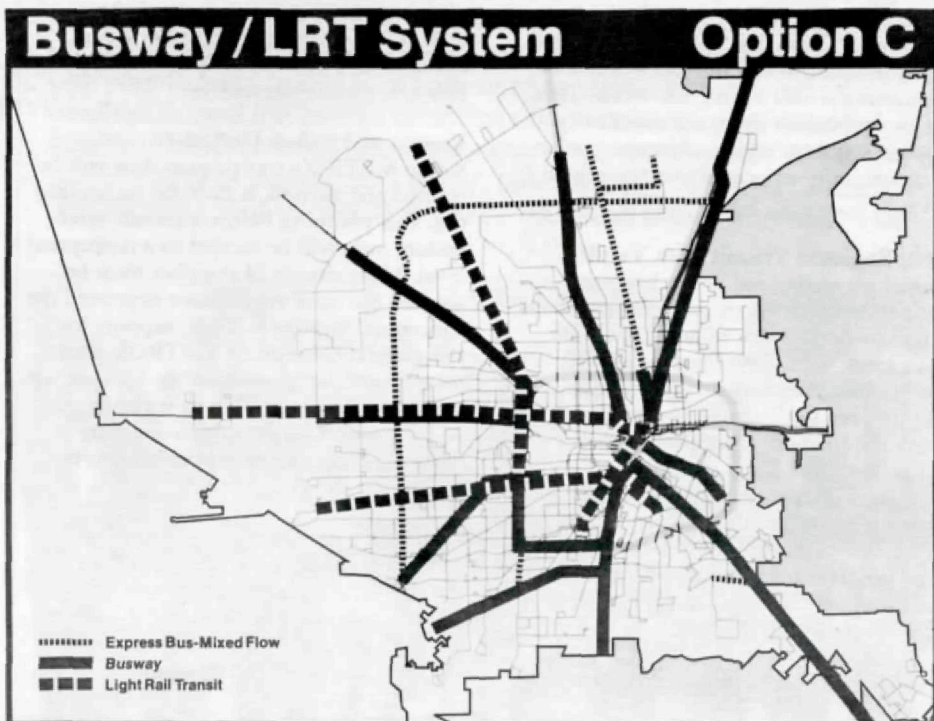 Busway / LRT System Option C
Express Bus-Mixed Flow
Busway
Light Rail Transit